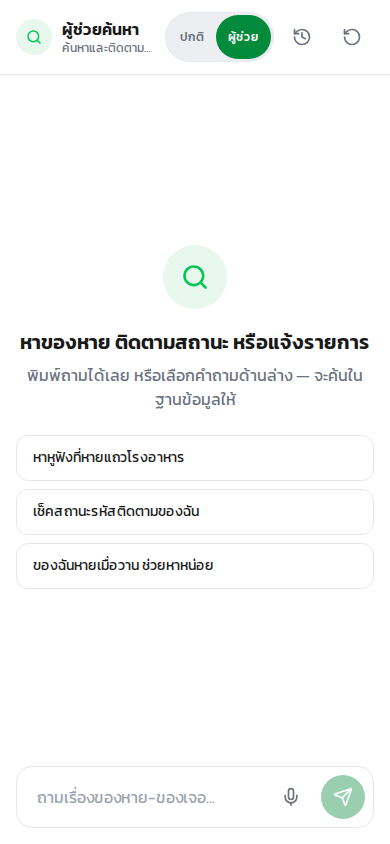 ผู้ช่วยค้นหา
ค้นหาและติดตาม...
ปกติ
ผู้ช่วย
หาของหาย ติดตามสถานะ หรือแจ้งรายการ
พิมพ์ถามได้เลย หรือเลือกคำถามด้านล่าง — จะค้นใน
ฐานข้อมูลให้
หาหูฟังที่หายแถวโรงอาหาร
เช็คสถานะรหัสติดตามของฉัน
ของฉันหายเมื่อวาน ช่วยหาหน่อย
ถามเรื่องของหาย-ของเจอ...